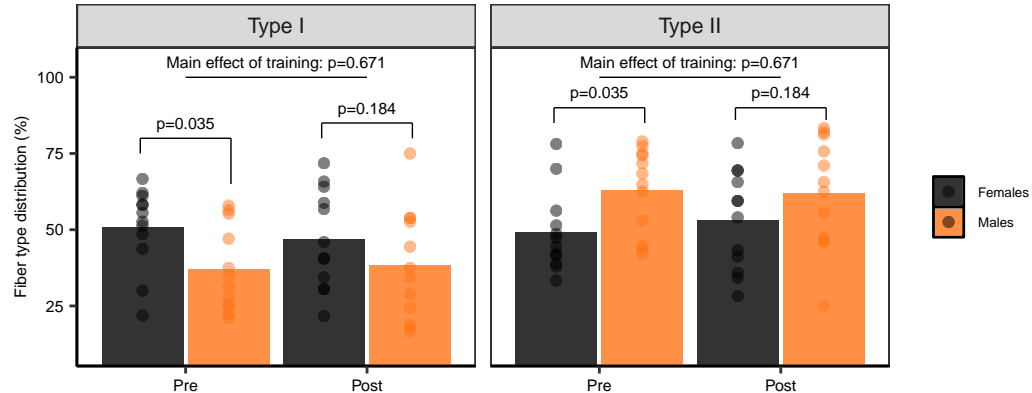 Type I
Type II
Main effect of training: p=0.671
Main effect of training: p=0.671
p=0.035
p=0.184
p=0.035
p=0.184
Fiber type distribution (%)
100
75
50
25
Pre
Post
Pre
Post
Females
Males